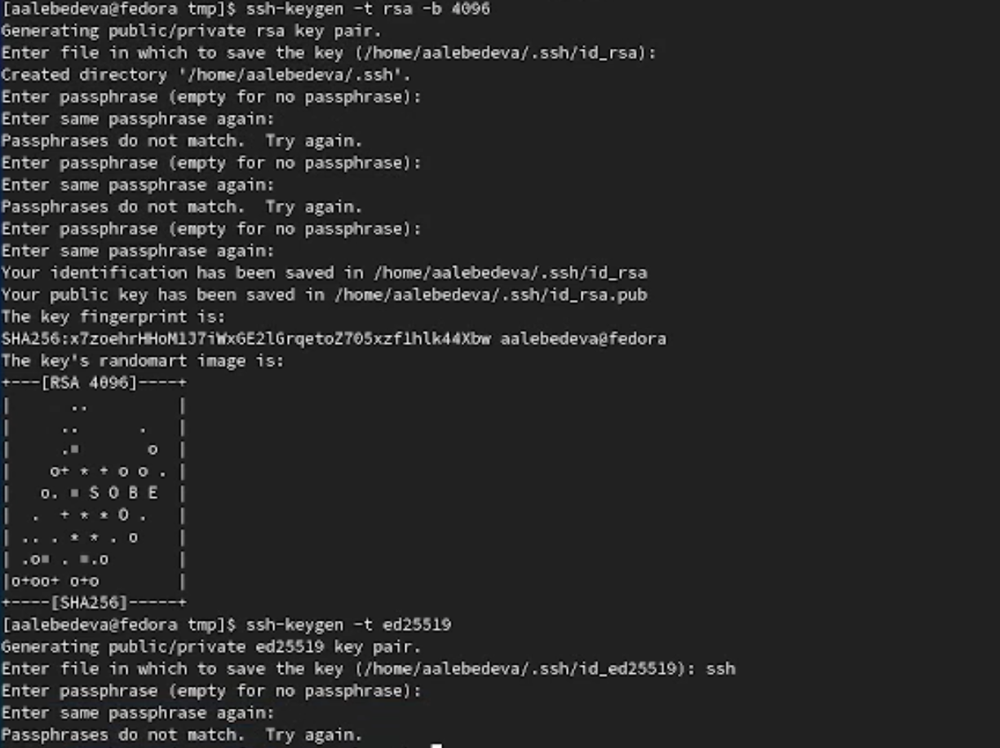 [aalebedeva@fedora tmp]$ ssh-keygen -t rsa -b 4096
Generating public/private rsa key pair.
Enter file in which to save the key (/home/aalebedeva/.ssh/id_rsa):
Created directory '/home/aalebedeva/.ssh'.
Enter passphrase (empty for no passphrase):
Enter same passphrase again:
Passphrases do not match.  Try again.
Enter passphrase (empty for no passphrase):
Enter same passphrase again:
Passphrases do not match.  Try again.
Enter passphrase (empty for no passphrase):
Enter same passphrase again:
Your identification has been saved in /home/aalebedeva/.ssh/id_rsa
Your public key has been saved in /home/aalebedeva/.ssh/id_rsa.pub
The key fingerprint is:
SHA256:x7zoehrHHoM1J7iWxGE2lGrqetoZ705xzf1hlk44Xbw aalebedeva@fedora
The key's randomart image is:
+---[RSA 4096]----+
|      ..         |
|     ..      .   |
|     .=       o  |
|    o+ * + o o . |
|   o. = S O B E  |
|  .  + * * O .   |
| .. . * * . o    |
| .o= . =.o       |
|o+oo+ o+o        |
+----[SHA256]-----+
[aalebedeva@fedora tmp]$ ssh-keygen -t ed25519
Generating public/private ed25519 key pair.
Enter file in which to save the key (/home/aalebedeva/.ssh/id_ed25519): ssh
Enter passphrase (empty for no passphrase):
Enter same passphrase again:
Passphrases do not match.  Try again.